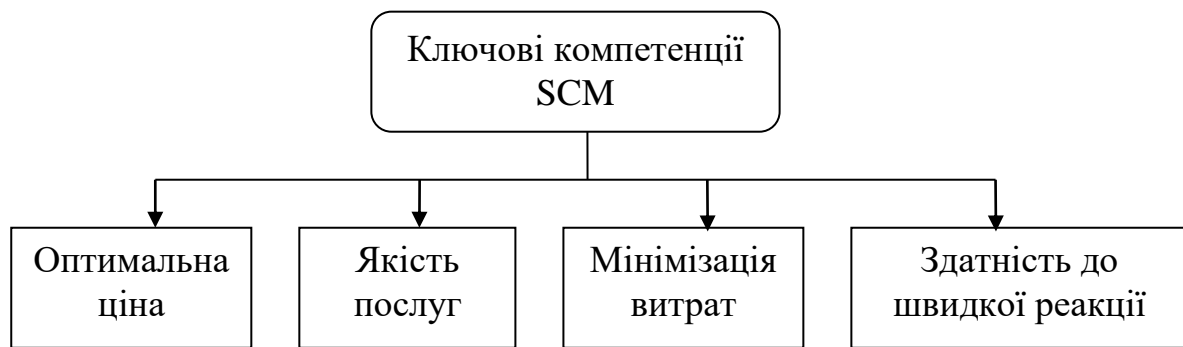 Ключові компетенції
SCM
Оптимальна
ціна
Якість
послуг
Мінімізація
витрат
Здатність до
швидкої реакції